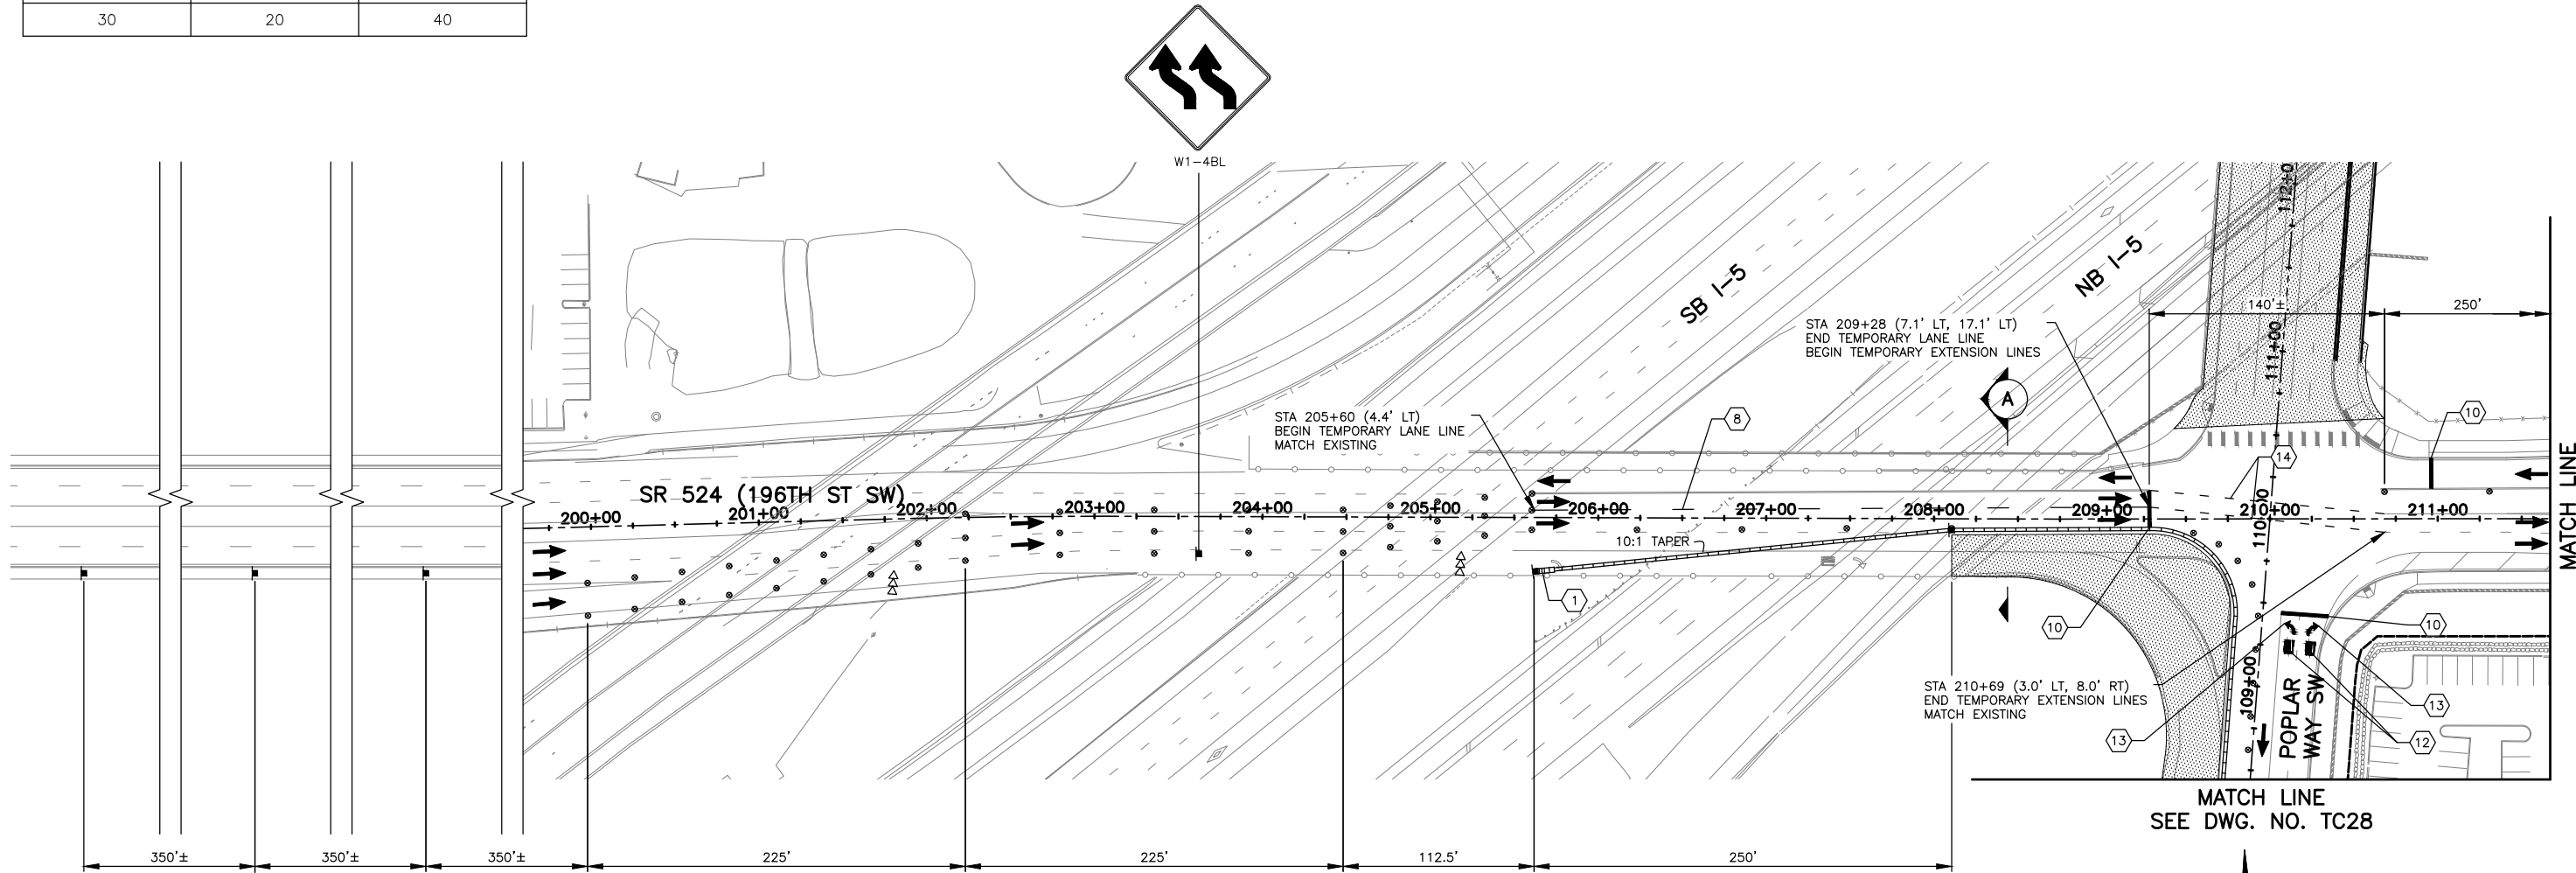 30 20 40
W1-4BL
SB I-5
NB I-5
112+00
111+00
140'±
250'
STA 209+28 (7.1' LT, 17.1' LT)
END TEMPORARY LANE LINE
BEGIN TEMPORARY EXTENSION LINES
A
STA 205+60 (4.4' LT)
BEGIN TEMPORARY LANE LINE
MATCH EXISTING
8
10
14
MATCH LINE
SR 524 (196TH ST SW)
200+00 201+00 202+00 203+00 204+00 205+00 206+00 207+00 208+00 209+00 210+00 211+00
110+00
10:1 TAPER
1
10
10
109+00
POPLAR
WAY SW
STA 210+69 (3.0' LT, 8.0' RT)
END TEMPORARY EXTENSION LINES
MATCH EXISTING
13
13
12
MATCH LINE
SEE DWG. NO. TC28
350'± 350'± 350'± 225' 225' 112.5' 250'